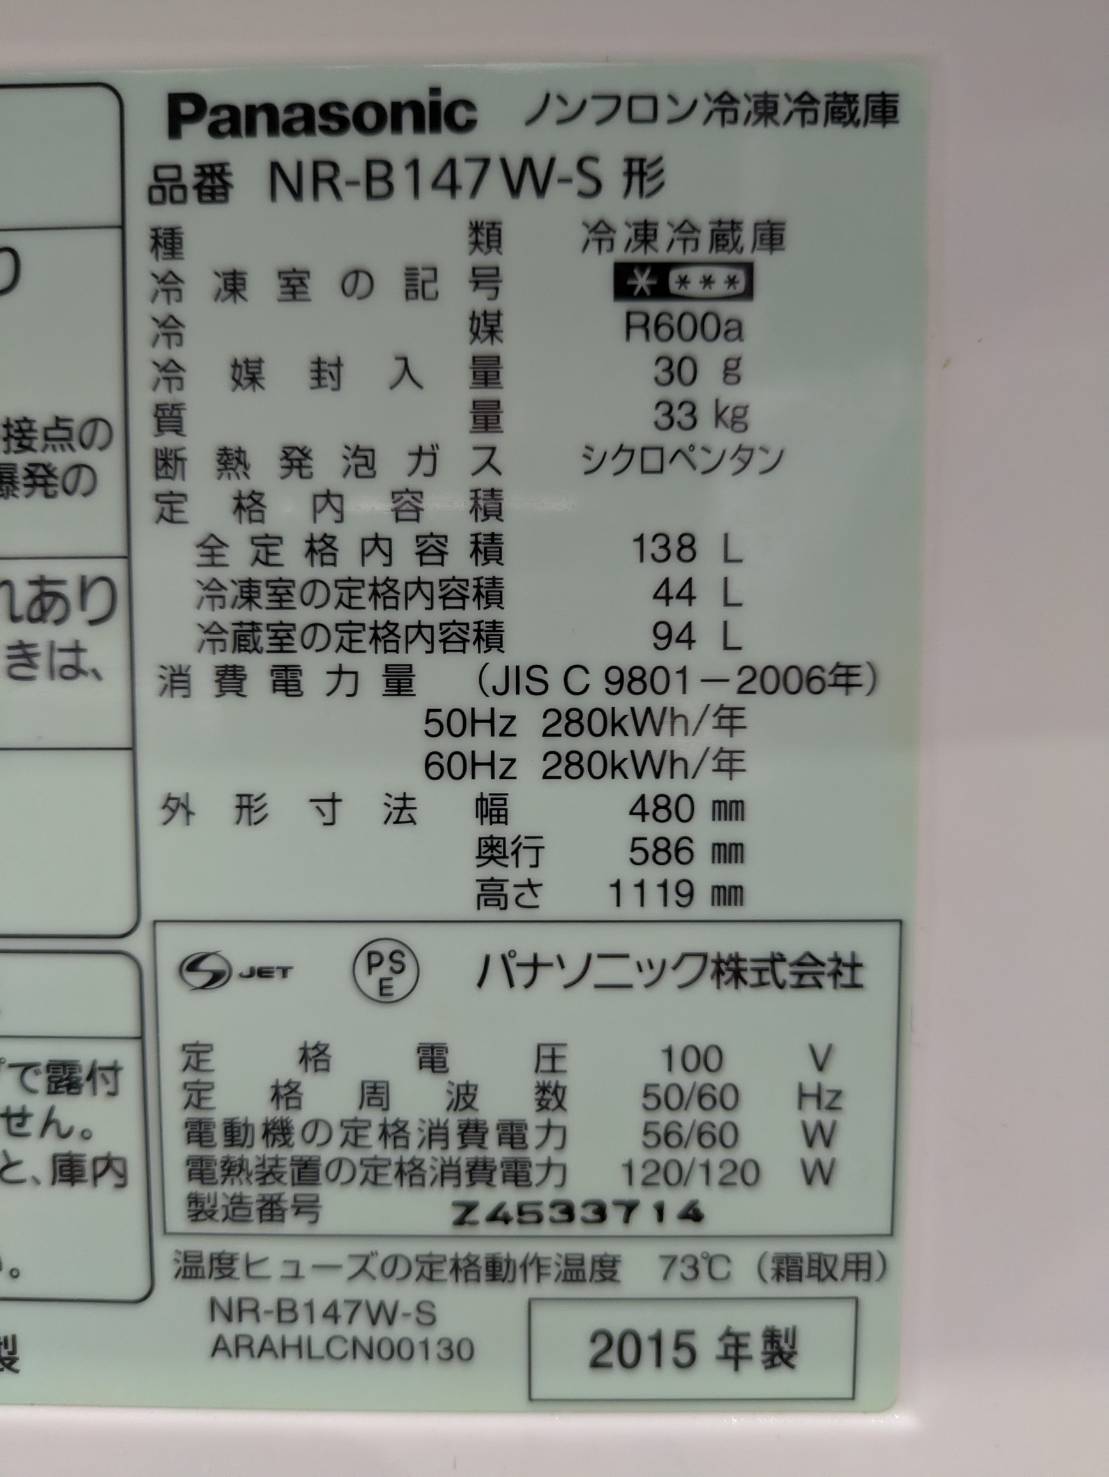 Panasonic ノンフロン冷凍冷蔵庫
品番 NR-B147W-S 形
種類 冷凍冷蔵庫
冷凍室の記号 * ***
冷媒 R600a
冷媒封入量 30 g
質量 33 kg
断熱発泡ガス シクロペンタン
定格内容積
全定格内容積 138 L
冷凍室の定格内容積 44 L
冷蔵室の定格内容積 94 L
消費電力量 (JIS C 9801-2006年)
50Hz 280kWh/年
60Hz 280kWh/年
外形寸法 幅 480 mm
奥行 586 mm
高さ 1119 mm
JET PSE パナソニック株式会社
定格電圧 100 V
定格周波数 50/60 Hz
電動機の定格消費電力 56/60 W
電熱装置の定格消費電力 120/120 W
製造番号 Z4533714
温度ヒューズの定格動作温度 73℃ (霜取用)
NR-B147W-S
ARAHLCN00130
2015 年製
り
接点の
爆発の
れあり
きは、
で露付
せん。
と、庫内
。
製